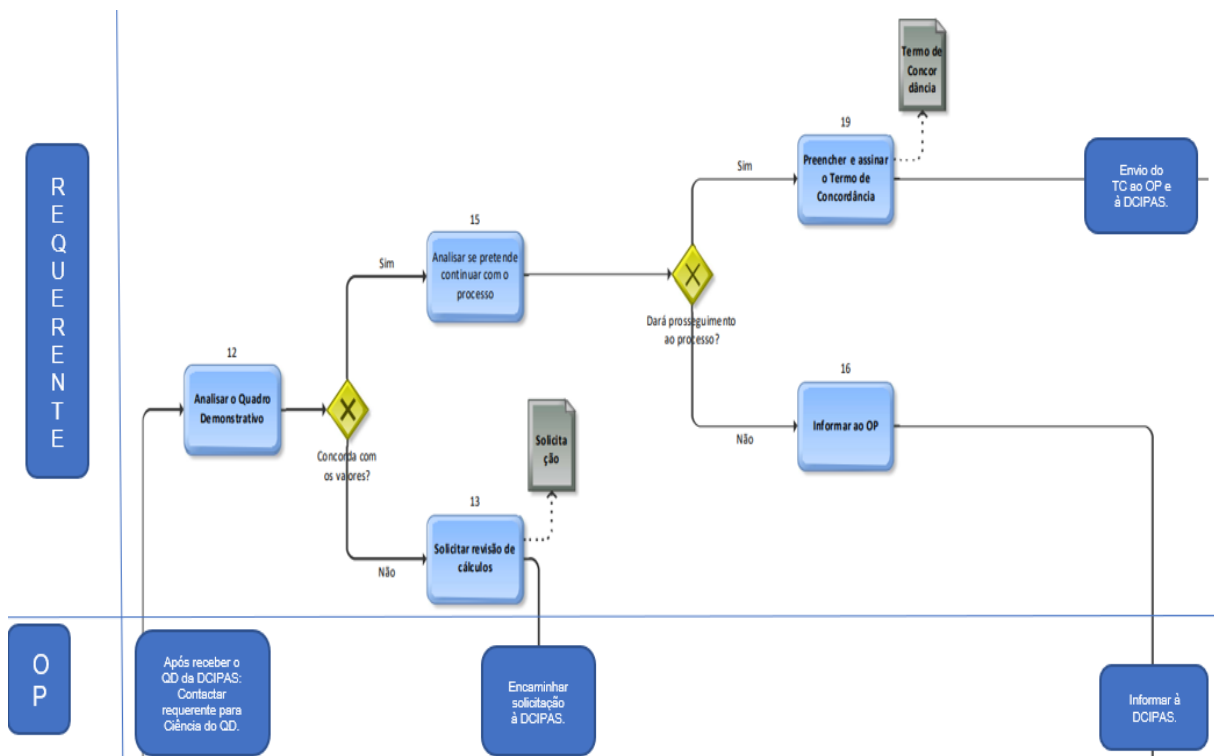 REQUERENTE
12
Analisar o Quadro
Demonstrativo
Concorda com
os valores?
Sim
15
Analisar se pretende
continuar com o
processo
Não
13
Solicitar revisão de
cálculos
Solicita
ção
Dará prosseguimento
ao processo?
Sim
19
Preencher e assinar
o Termo de
Concordância
Termo de
Concor
dância
Envio do
TC ao OP e
à DCIPAS.
Não
16
Informar ao OP
OP
Após receber o
QD da DCIPAS:
Contactar
requerente para
Ciência do QD.
Encaminhar
solicitação
à DCIPAS.
Informar à
DCIPAS.